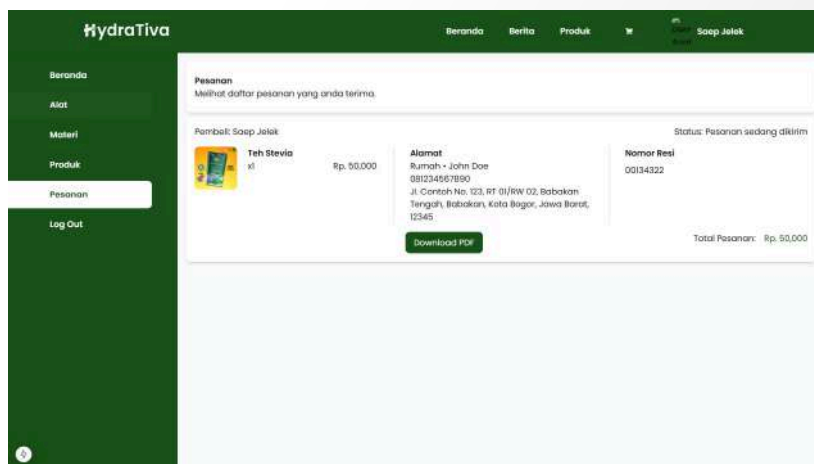 HydraTiva
Beranda
Berita
Produk
Saep Jelek
Beranda
Alat
Materi
Produk
Pesanan
Log Out
Pesanan
Melihat daftar pesanan yang anda terima.
Pembeli: Saep Jelek
Status: Pesanan sedang dikirim
Teh Stevia
x1
Rp. 50,000
Alamat
Rumah • John Doe
081234567890
Jl. Contoh No. 123, RT 01/RW 02, Babakan
Tengah, Babakan, Kota Bogor, Jawa Barat,
12345
Nomor Resi
00134322
Download PDF
Total Pesanan: Rp. 50,000